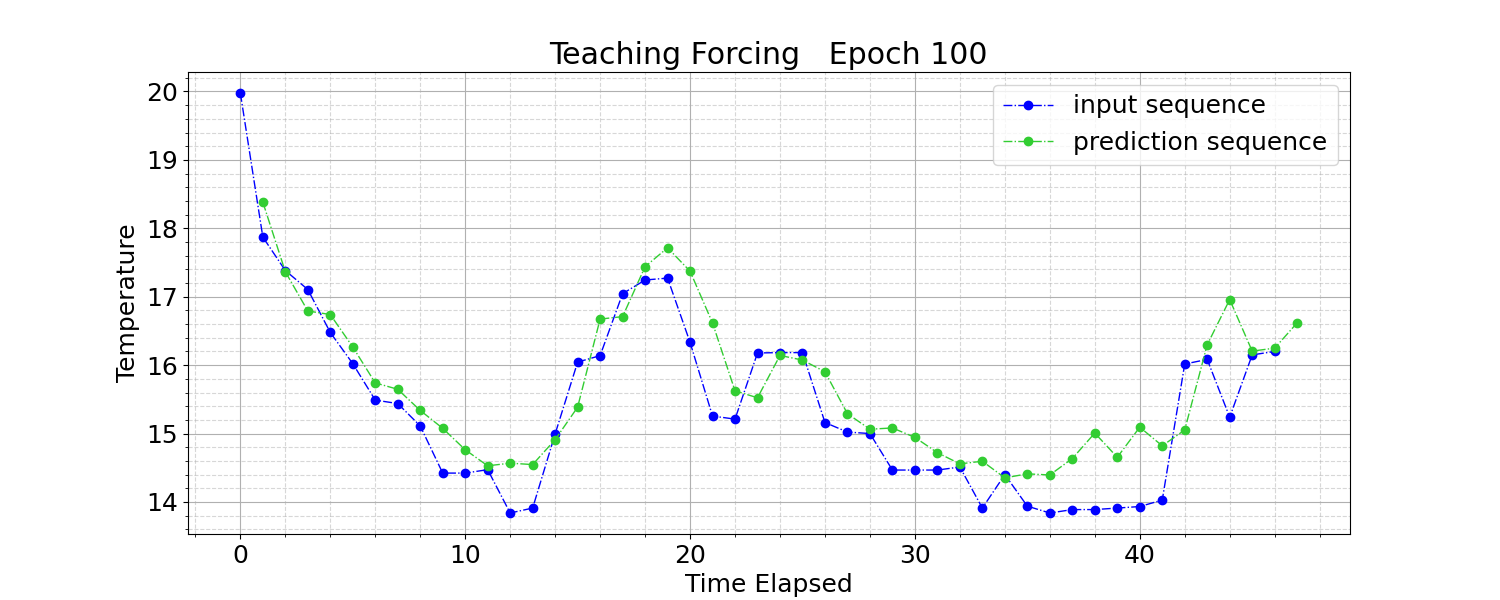 Teaching Forcing   Epoch 100
input sequence
prediction sequence
20
19
18
17
16
15
14
Temperature
0 10 20 30 40
Time Elapsed